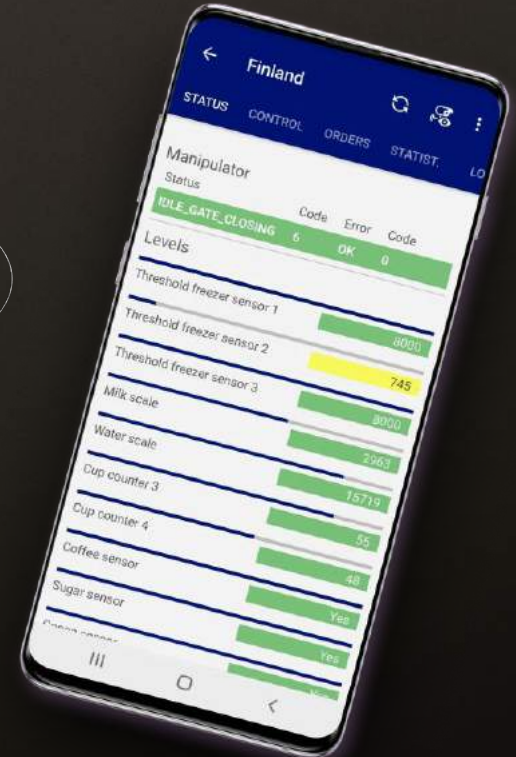 Finland
STATUS CONTROL ORDERS STATIST. LO
Manipulator
Status Code Error Code
IDLE_GATE_CLOSING 6 OK 0
Levels
Threshold freezer sensor 1 8000
Threshold freezer sensor 2 745
Threshold freezer sensor 3 8000
Milk scale 2963
Water scale 15719
Cup counter 3 55
Cup counter 4 48
Coffee sensor Yes
Sugar sensor Yes
sensor